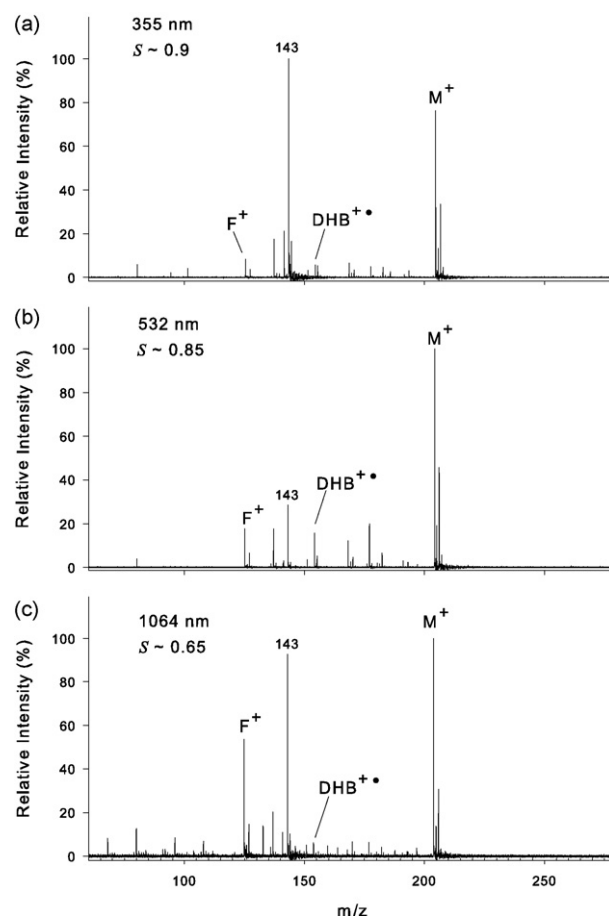 (a)
355 nm
S ~ 0.9
143
M+
F+
DHB+•
100
80
60
40
20
0
Relative Intensity (%)
(b)
532 nm
S ~ 0.85
M+
DHB+•
F+
143
100
80
60
40
20
0
Relative Intensity (%)
(c)
1064 nm
S ~ 0.65
M+
143
F+
DHB+•
100
80
60
40
20
0
Relative Intensity (%)
100 150 200 250
m/z